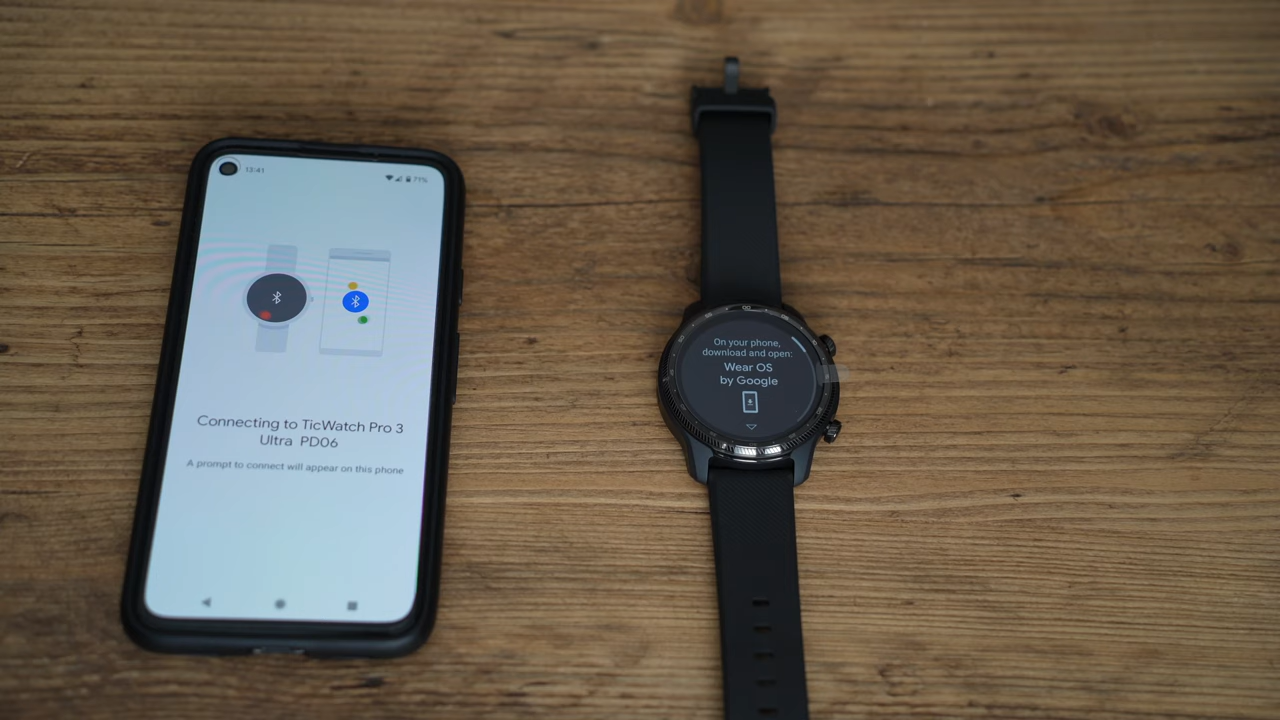 13:41
71%
Connecting to TicWatch Pro 3
Ultra PD06
A prompt to connect will appear on this phone
On your phone,
download and open:
Wear OS
by Google